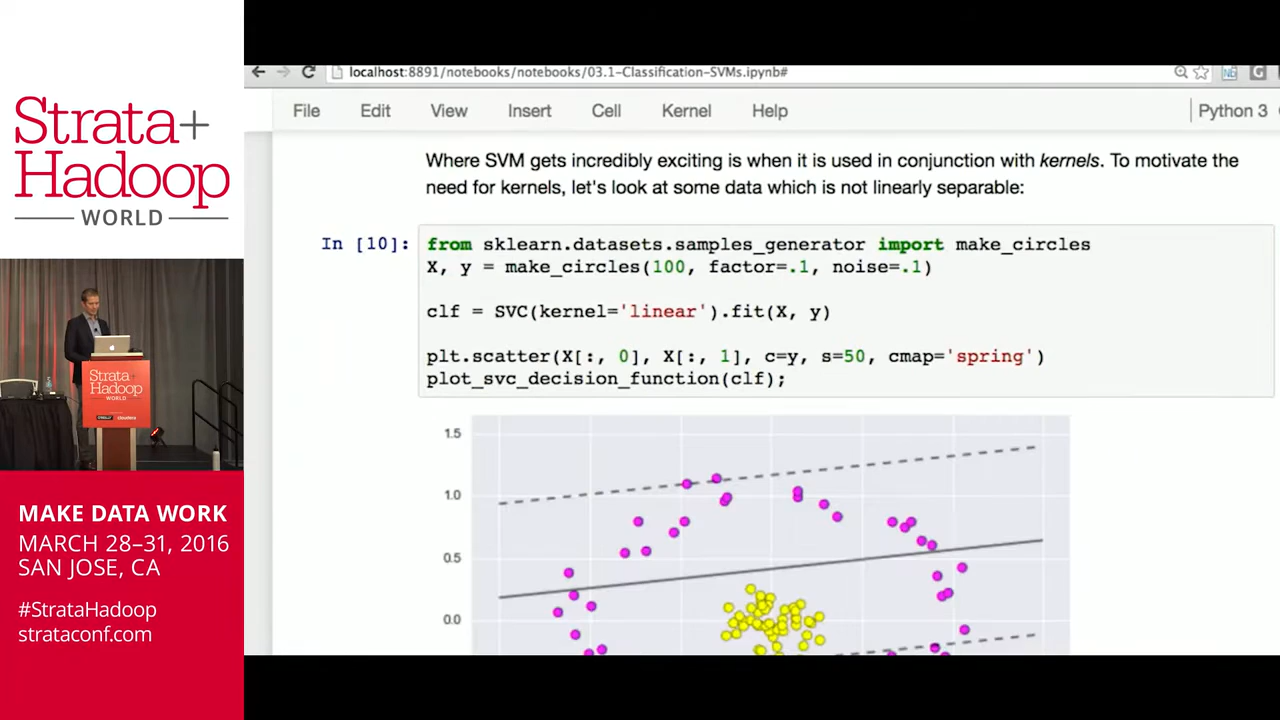 Strata+
Hadoop
WORLD
Strata+
Hadoop
WORLD
MAKE DATA WORK
MARCH 28–31, 2016
SAN JOSE, CA
#StrataHadoop
strataconf.com
localhost:8891/notebooks/notebooks/03.1-Classification-SVMs.ipynb#
File Edit View Insert Cell Kernel Help Python 3
Where SVM gets incredibly exciting is when it is used in conjunction with kernels. To motivate the
need for kernels, let's look at some data which is not linearly separable:
In [10]: from sklearn.datasets.samples_generator import make_circles
X, y = make_circles(100, factor=.1, noise=.1)
clf = SVC(kernel='linear').fit(X, y)
plt.scatter(X[:, 0], X[:, 1], c=y, s=50, cmap='spring')
plot_svc_decision_function(clf);
1.5
1.0
0.5
0.0